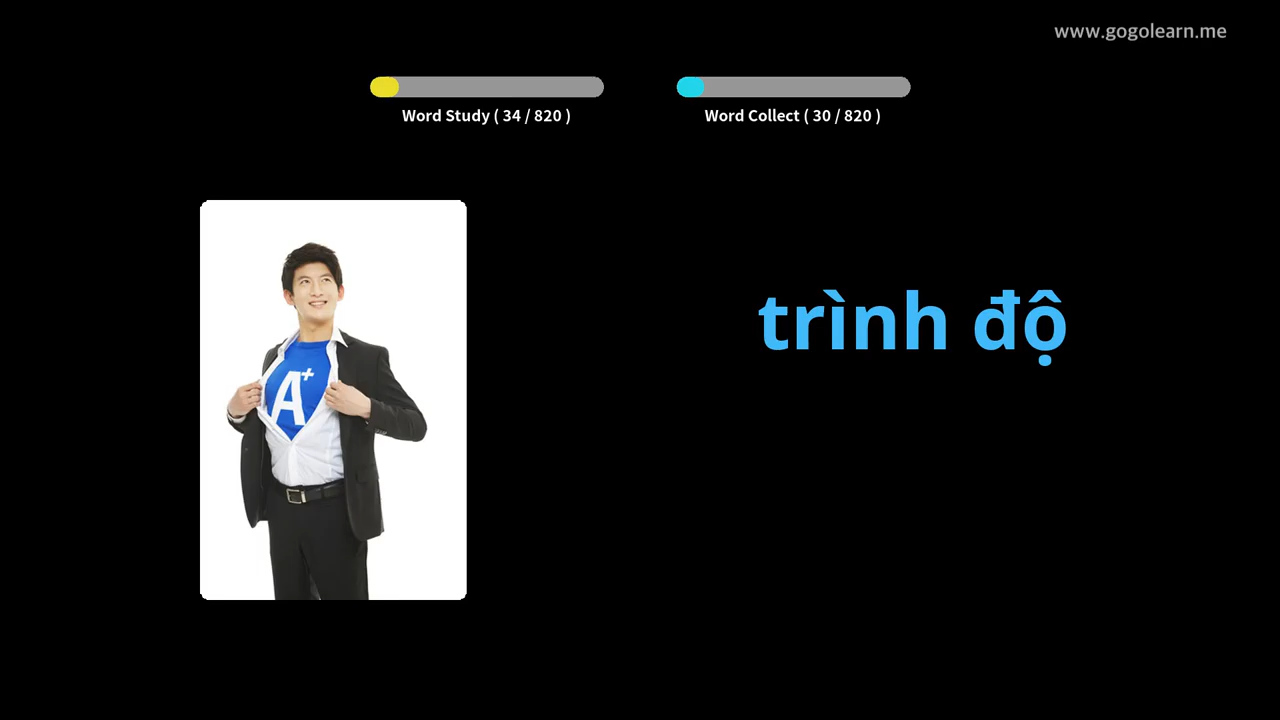 www.gogolearn.me
Word Study ( 34 / 820 )
Word Collect ( 30 / 820 )
A+
trình độ